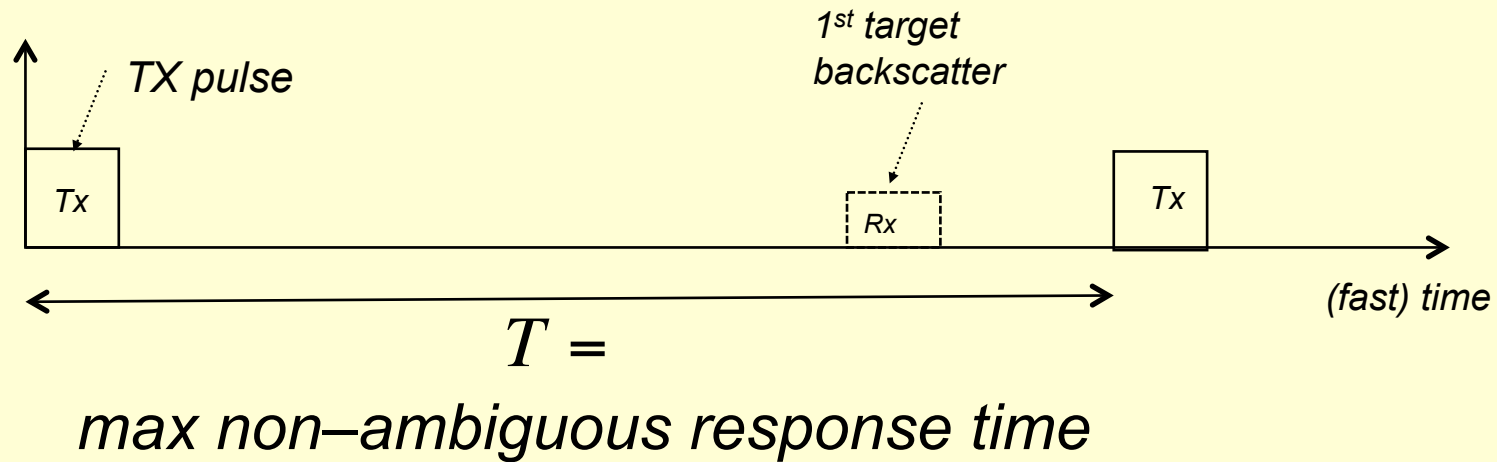 1st target
backscatter
TX pulse
Tx
Rx
Tx
(fast) time
T =
max non–ambiguous response time